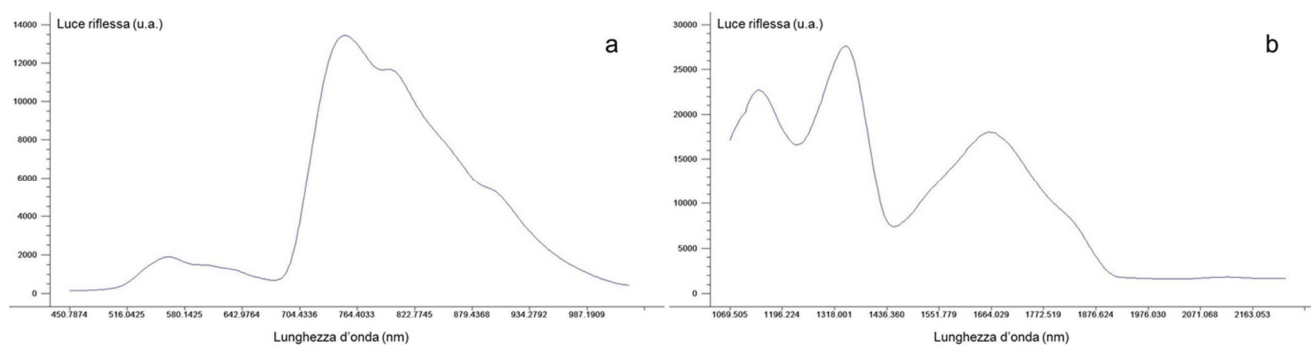 Luce riflessa (u.a.)
a
14000
12000
10000
8000
6000
4000
2000
0
450.7874 516.0425 580.1425 642.9764 704.4336 764.4033 822.7745 879.4368 934.2792 987.1909
Lunghezza d'onda (nm)
Luce riflessa (u.a.)
b
30000
25000
20000
15000
10000
5000
0
1069.505 1196.224 1318.001 1436.360 1551.779 1664.029 1772.519 1876.624 1976.030 2071.068 2163.053
Lunghezza d'onda (nm)